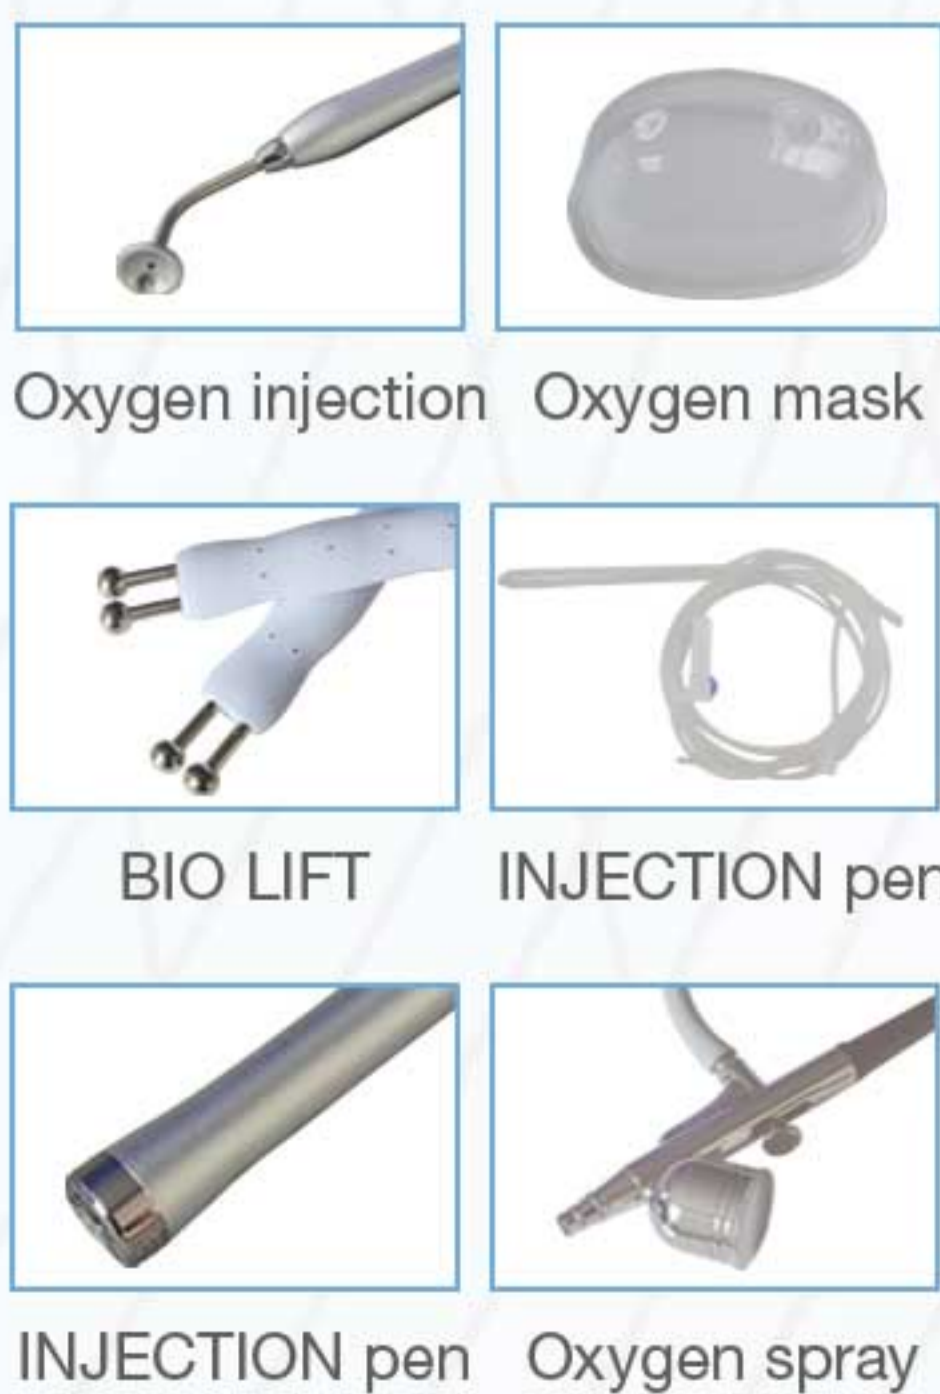 Oxygen injection
Oxygen mask
BIO LIFT
INJECTION pen
INJECTION pen
Oxygen spray